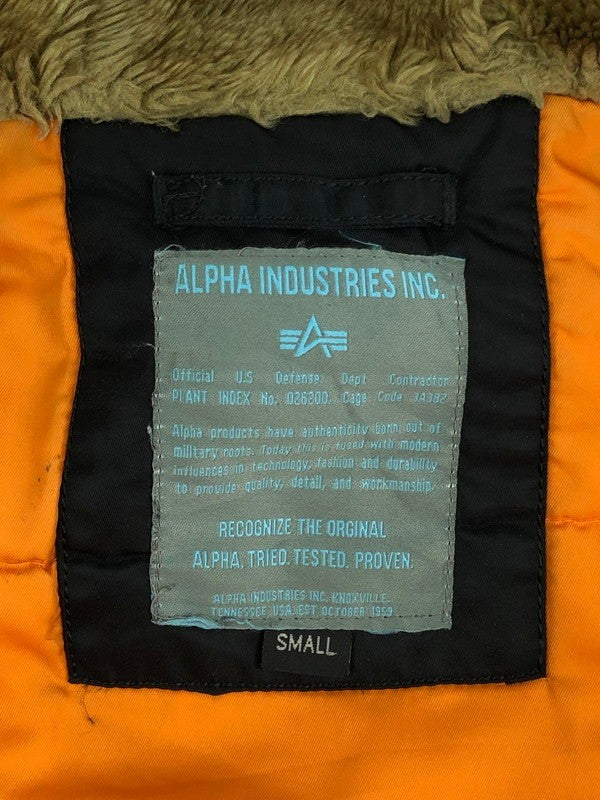 ALPHA INDUSTRIES INC.
Official U.S Defense Dept Contractor
PLANT INDEX No: 026200, Cage Code 3A382
Alpha products have authenticity born out of
military roots. Today this is fused with modern
influences in technology, fashion and durability
to provide quality, detail, and workmanship.
RECOGNIZE THE ORGINAL
ALPHA, TRIED. TESTED. PROVEN.
ALPHA INDUSTRIES INC. KNOXVILLE.
TENNESSEE USA. EST OCTOBER 1959
SMALL